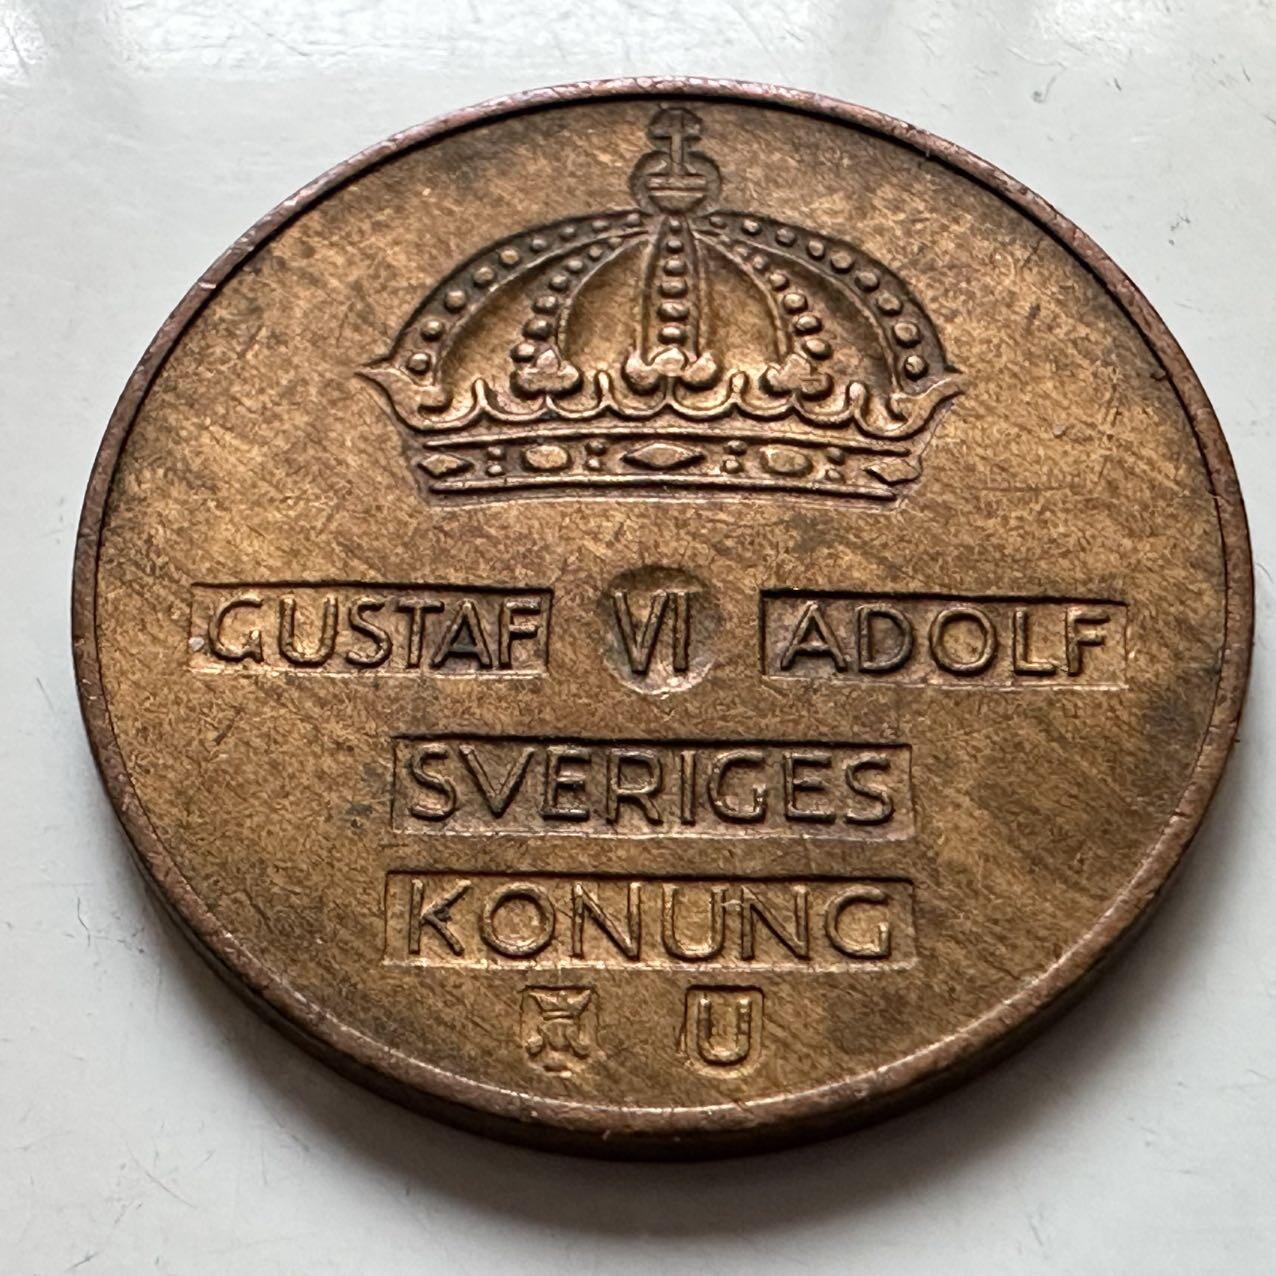 GUSTAF VI ADOLF
SVERIGES
KONUNG
U